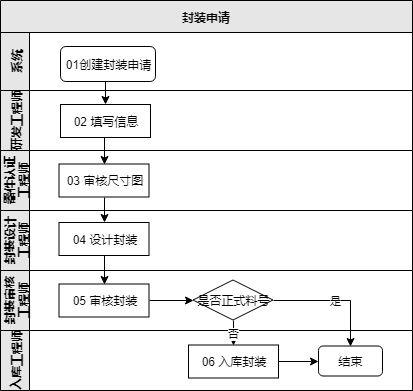 封装申请
系统
01创建封装申请
研发工程师
02 填写信息
器件认证
工程师
03 审核尺寸图
封装设计
工程师
04 设计封装
封装审核
工程师
05 审核封装
是否正式料号
是
否
入库工程师
06 入库封装
结束